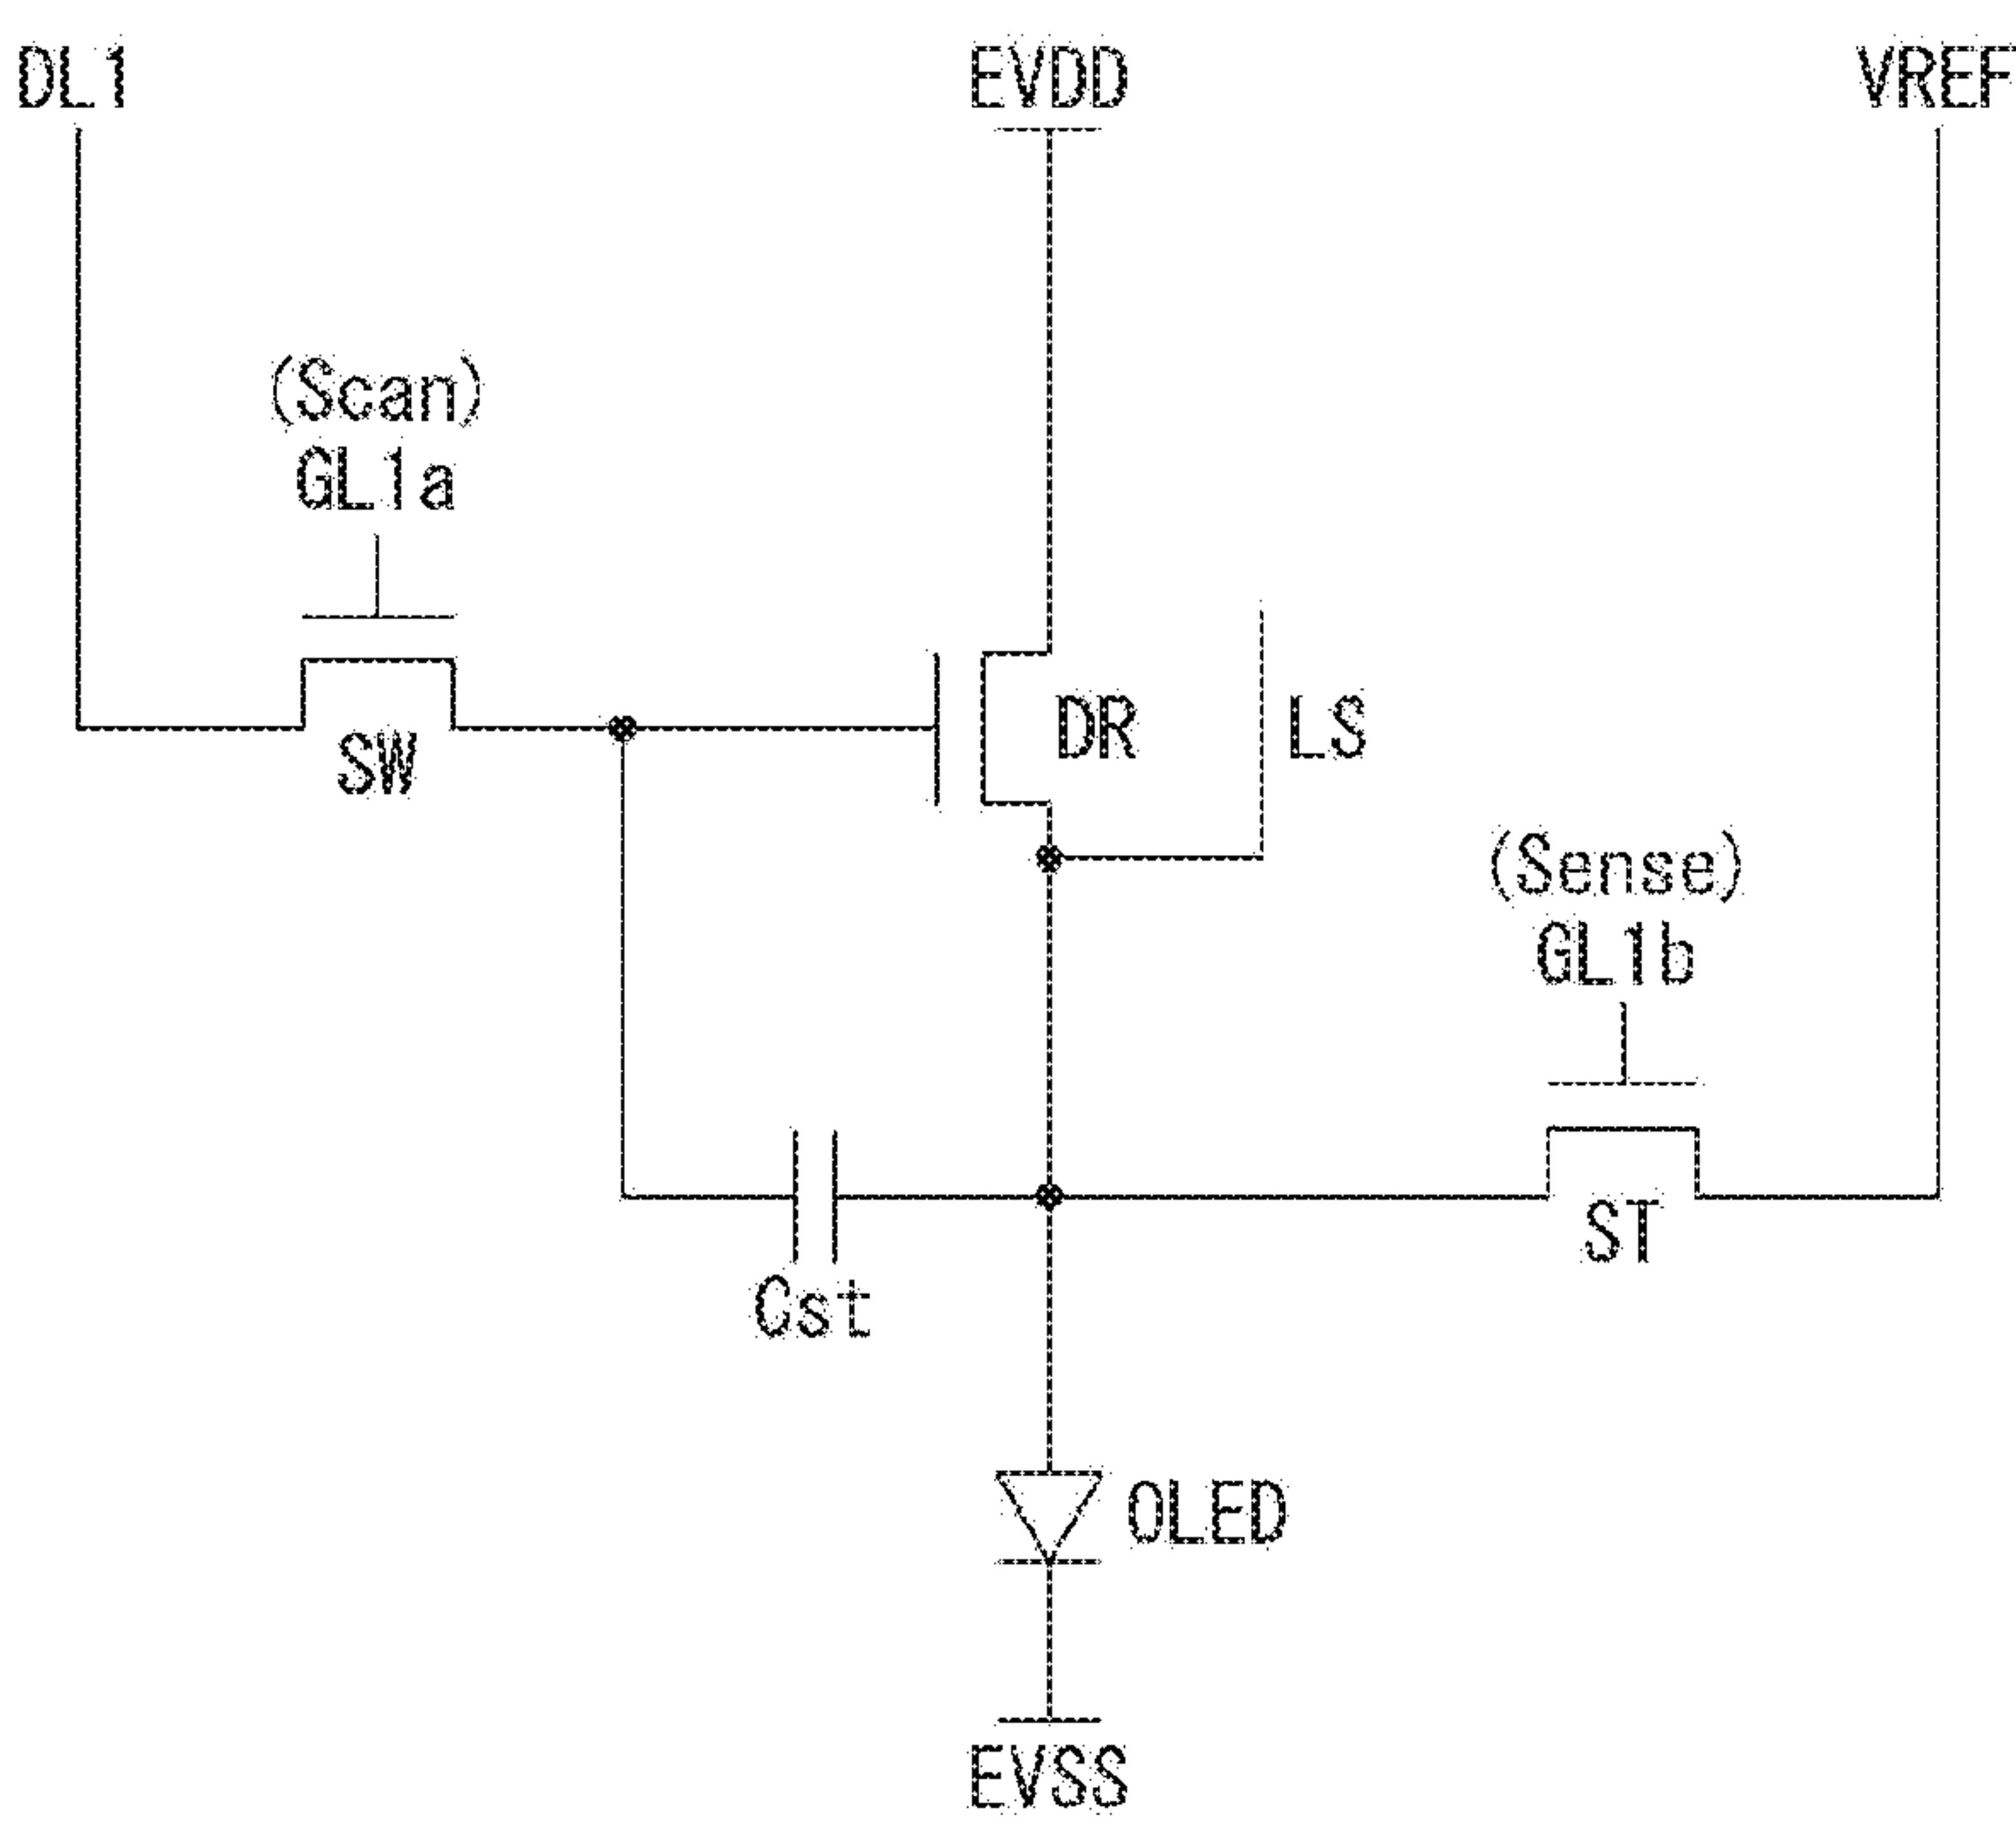 DL1
EVDD
VREF
(Scan)
GL1a
SW
DR
LS
(Sense)
GL1b
ST
Cst
OLED
EVSS